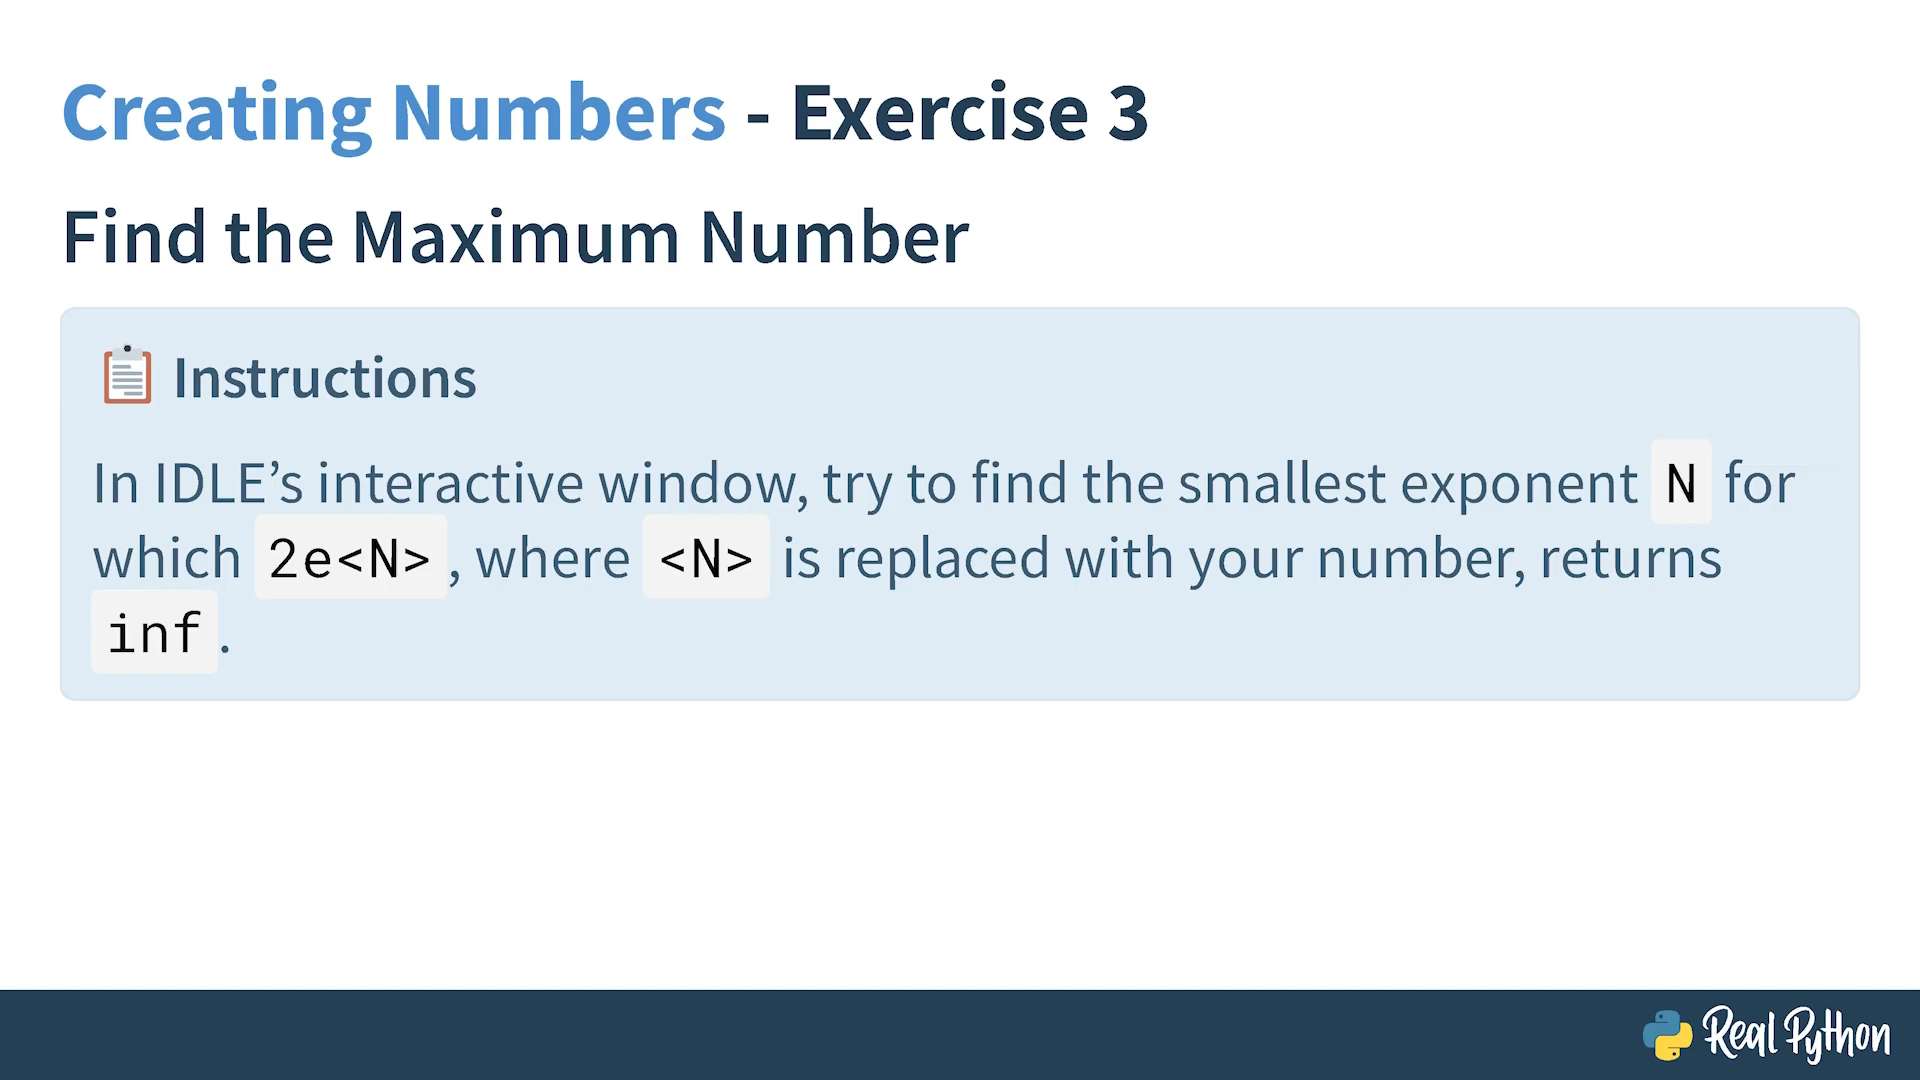 Creating Numbers - Exercise 3
Find the Maximum Number
Instructions
In IDLE’s interactive window, try to find the smallest exponent N for
which 2e<N>, where <N> is replaced with your number, returns
inf.
Real Python